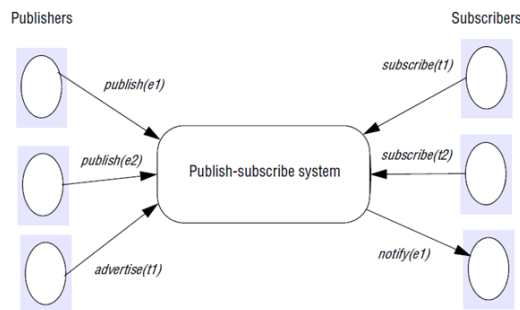 Publishers
Subscribers
publish(e1)
subscribe(t1)
publish(e2)
Publish-subscribe system
subscribe(t2)
advertise(t1)
notify(e1)